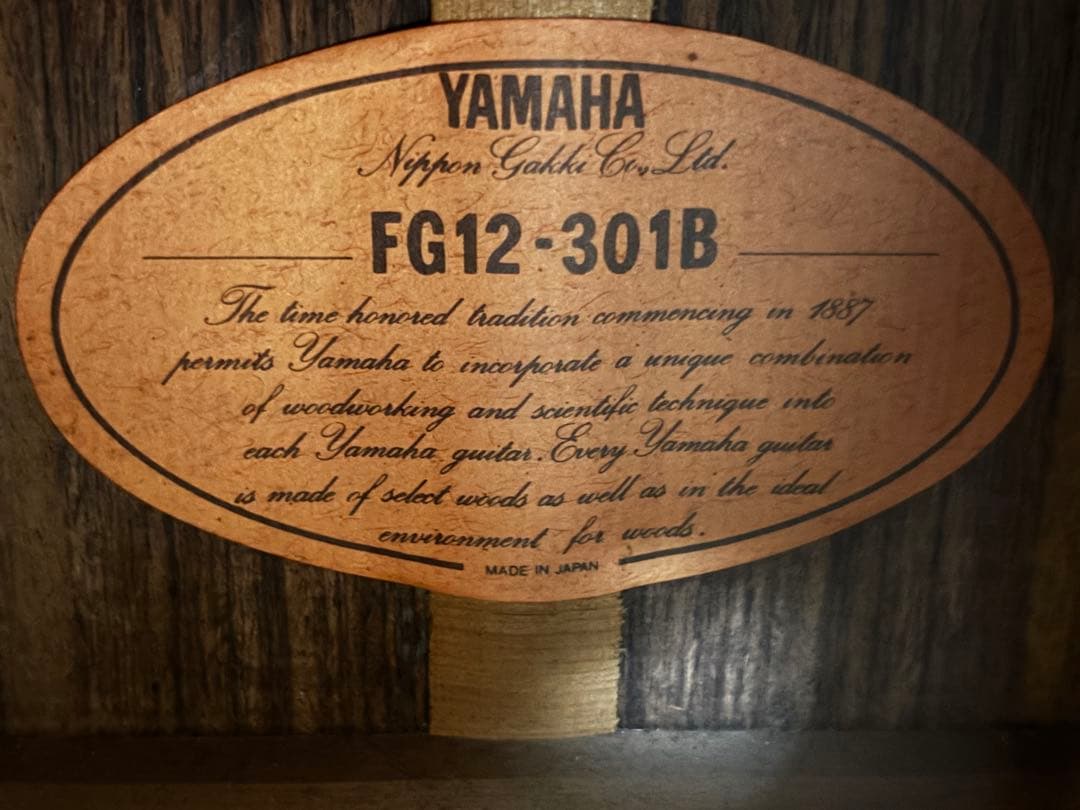 YAMAHA
Nippon Gakki Co., Ltd.
FG12-301B
The time honored tradition commencing in 1887
permits Yamaha to incorporate a unique combination
of woodworking and scientific technique into
each Yamaha guitar. Every Yamaha guitar
is made of select woods as well as in the ideal
environment for woods.
MADE IN JAPAN